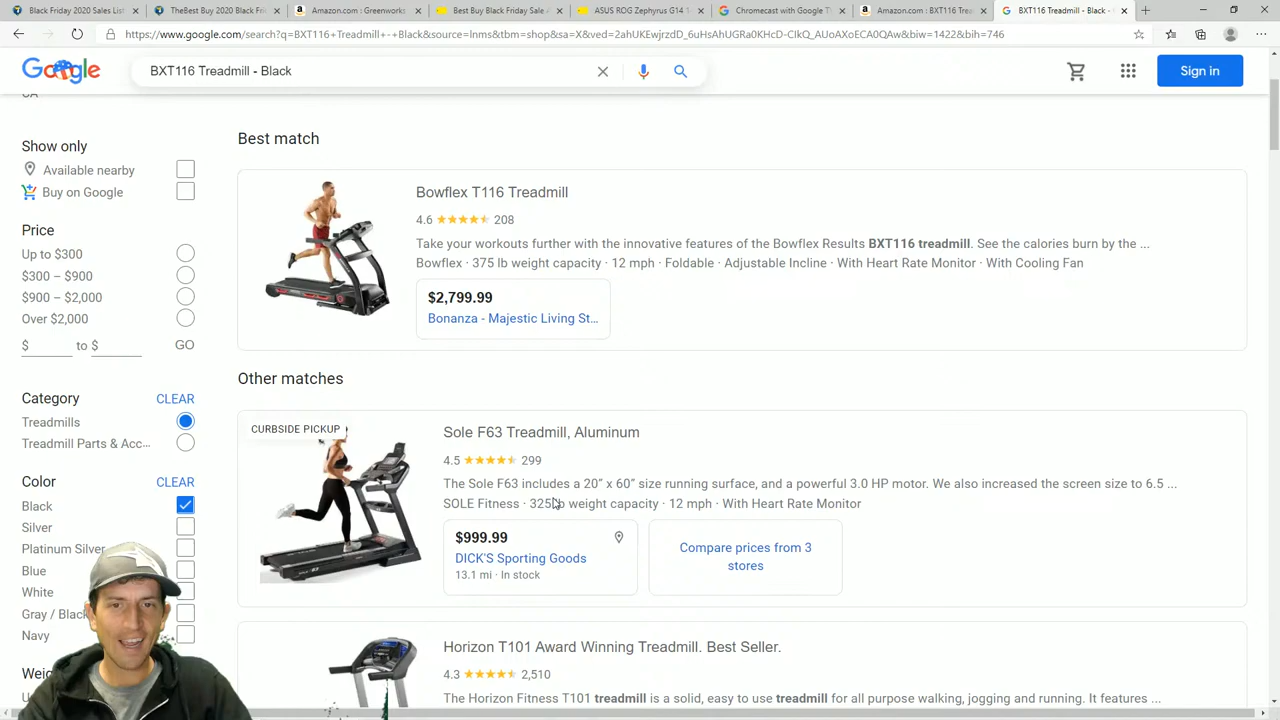 Black Friday 2020 Sales List
TheBest Buy 2020 Black Fri
Amazon.com : Greenworks
Best Buy Black Friday Sale A
ASUS ROG Zephyrus G14 1
Chromecast with Google T
Amazon.com : BXT116 Trea
BXT116 Treadmill - Black -
https://www.google.com/search?q=BXT116+Treadmill+-+Black&source=lnms&tbm=shop&sa=X&ved=2ahUKEwjrzdD_6uHsAhUGRa0KHcD-ClkQ_AUoAXoECA0QAw&biw=1422&bih=746
Google
BXT116 Treadmill - Black
Sign in
CA
Show only
Available nearby
Buy on Google
Price
Up to $300
$300 – $900
$900 – $2,000
Over $2,000
$ to $ GO
Category CLEAR
Treadmills
Treadmill Parts & Acc...
Color CLEAR
Black
Silver
Platinum Silver
Blue
White
Gray / Black
Navy
Best match
Bowflex T116 Treadmill
4.6 208
Take your workouts further with the innovative features of the Bowflex Results BXT116 treadmill. See the calories burn by the ...
Bowflex · 375 lb weight capacity · 12 mph · Foldable · Adjustable Incline · With Heart Rate Monitor · With Cooling Fan
$2,799.99
Bonanza - Majestic Living St...
Other matches
CURBSIDE PICKUP
Sole F63 Treadmill, Aluminum
4.5 299
The Sole F63 includes a 20” x 60” size running surface, and a powerful 3.0 HP motor. We also increased the screen size to 6.5 ...
SOLE Fitness · 325 lb weight capacity · 12 mph · With Heart Rate Monitor
$999.99
DICK'S Sporting Goods
13.1 mi · In stock
Compare prices from 3
stores
Horizon T101 Award Winning Treadmill. Best Seller.
4.3 2,510
The Horizon Fitness T101 treadmill is a solid, easy to use treadmill for all purpose walking, jogging and running. It features ...